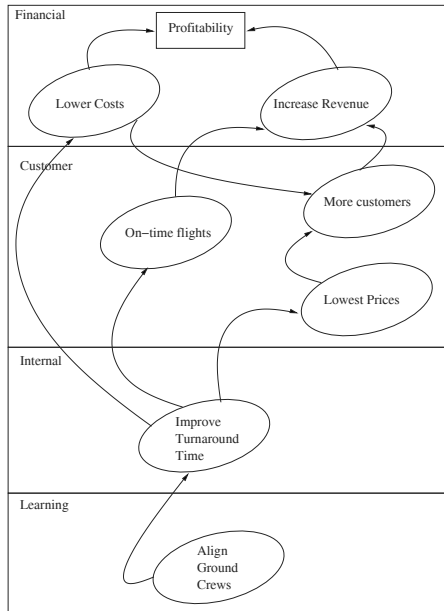 Financial
Profitability
Lower Costs
Increase Revenue
Customer
More customers
On-time flights
Lowest Prices
Internal
Improve
Turnaround
Time
Learning
Align
Ground
Crews